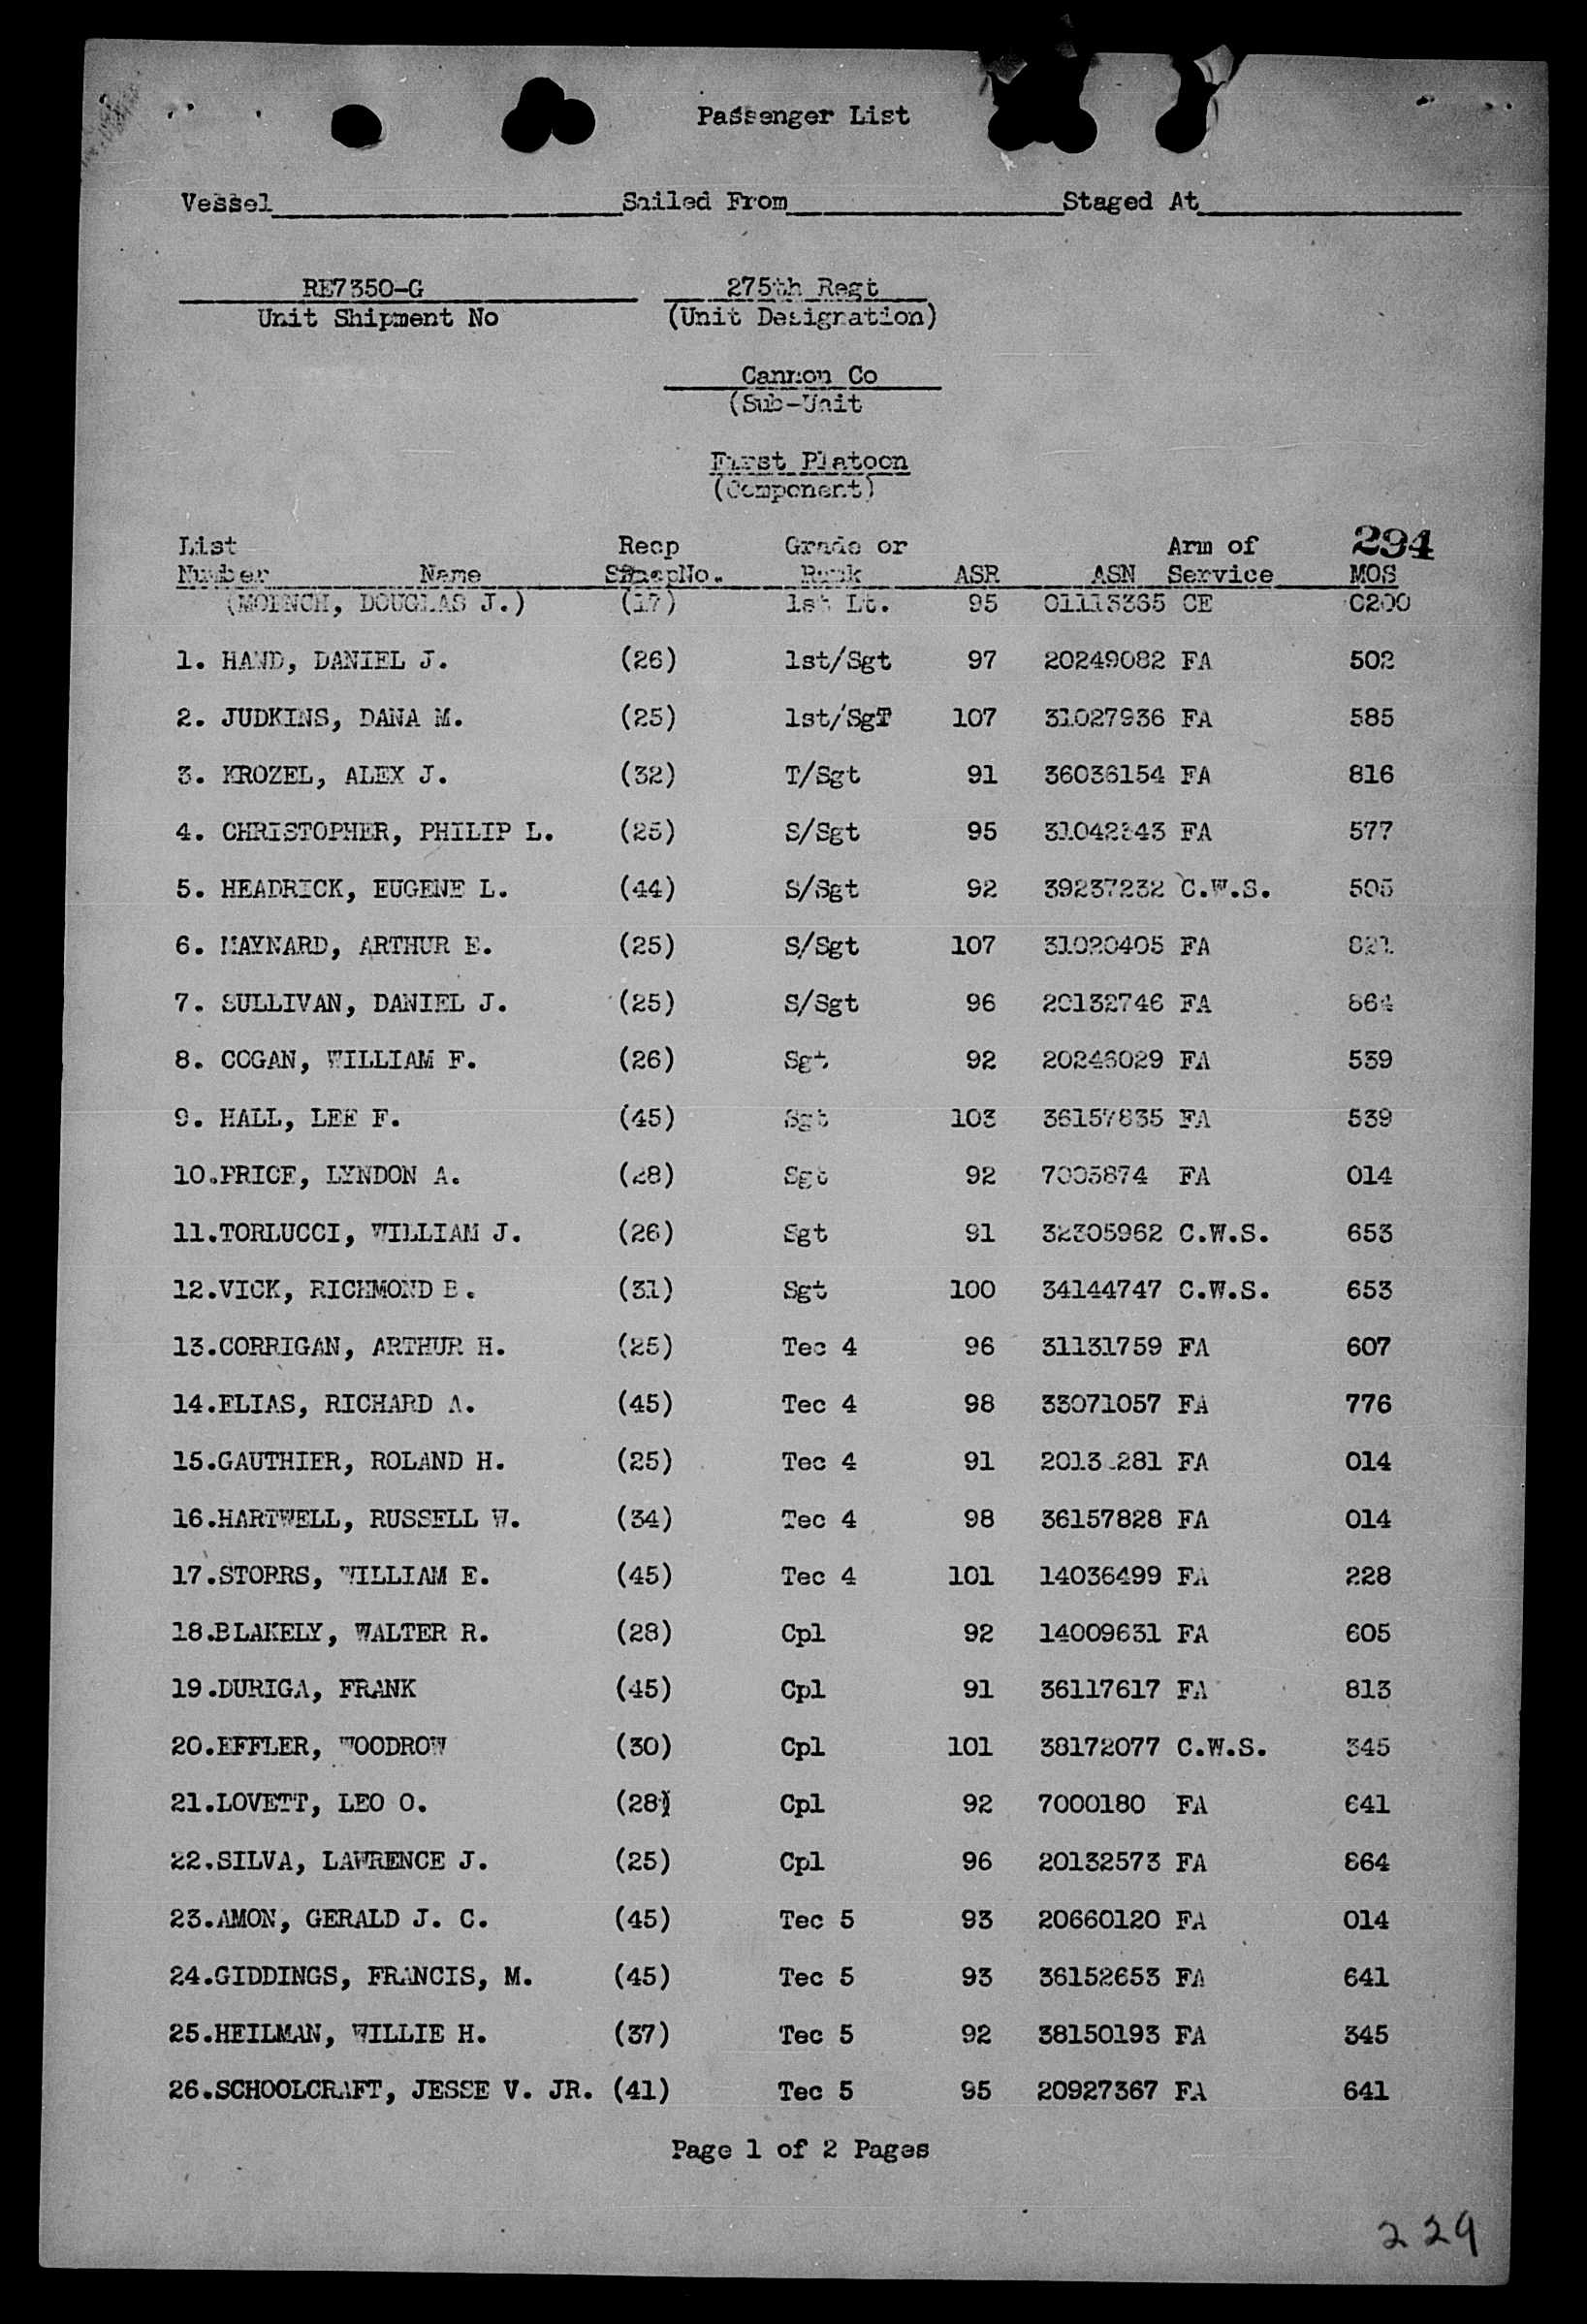 Passenger List
Vessel Sailed From Staged At
RE7350-G 275th Regt
Unit Shipment No (Unit Designation)
Cannon Co
(Sub-Unit
First Platoon
(Component)
List Recp Grade or Arm of 294
Number Name No. Rank ASR ASN Service MOS
(MOENCH, DOUGLAS J.) (17) 1st Lt. 95 01113365 CE 0200
1. HAND, DANIEL J. (26) 1st/Sgt 97 20249082 FA 502
2. JUDKINS, DANA M. (25) 1st/SgT 107 31027936 FA 585
3. KROZEL, ALEX J. (32) T/Sgt 91 36036154 FA 816
4. CHRISTOPHER, PHILIP L. (25) S/Sgt 95 FA 577
5. HEADRICK, EUGENE L. (44) S/Sgt 92 39237232 C.W.S. 505
6. MAYNARD, ARTHUR E. (25) S/Sgt 107 31020405 FA 821
7. SULLIVAN, DANIEL J. (25) S/Sgt 96 20132746 FA 864
8. COGAN, WILLIAM F. (26) Sgt 92 20246029 FA 539
9. HALL, LEE F. (45) Sgt 103 36157835 FA 539
10.PRICE, LYNDON A. (28) Sgt 92 FA 014
11.TORLUCCI, WILLIAM J. (26) Sgt 91 32305962 C.W.S. 653
12.VICK, RICHMOND B. (31) Sgt 100 34144747 C.W.S. 653
13.CORRIGAN, ARTHUR H. (25) Tec 4 96 31131759 FA 607
14.ELIAS, RICHARD A. (45) Tec 4 98 33071057 FA 776
15.GAUTHIER, ROLAND H. (25) Tec 4 91 FA 014
16.HARTWELL, RUSSELL W. (34) Tec 4 98 36157828 FA 014
17.STORRS, WILLIAM E. (45) Tec 4 101 14036499 FA 228
18.BLAKELY, WALTER R. (28) Cpl 92 14009631 FA 605
19.DURIGA, FRANK (45) Cpl 91 36117617 FA 813
20.EFFLER, WOODROW (30) Cpl 101 38172077 C.W.S. 345
21.LOVETT, LEO O. (28) Cpl 92 7000180 FA 641
22.SILVA, LAWRENCE J. (25) Cpl 96 20132573 FA 864
23.AMON, GERALD J. C. (45) Tec 5 93 20660120 FA 014
24.GIDDINGS, FRANCIS, M. (45) Tec 5 93 36152653 FA 641
25.HEILMAN, WILLIE H. (37) Tec 5 92 38150193 FA 345
26.SCHOOLCRAFT, JESSE V. JR. (41) Tec 5 95 20927367 FA 641
Page 1 of 2 Pages
229